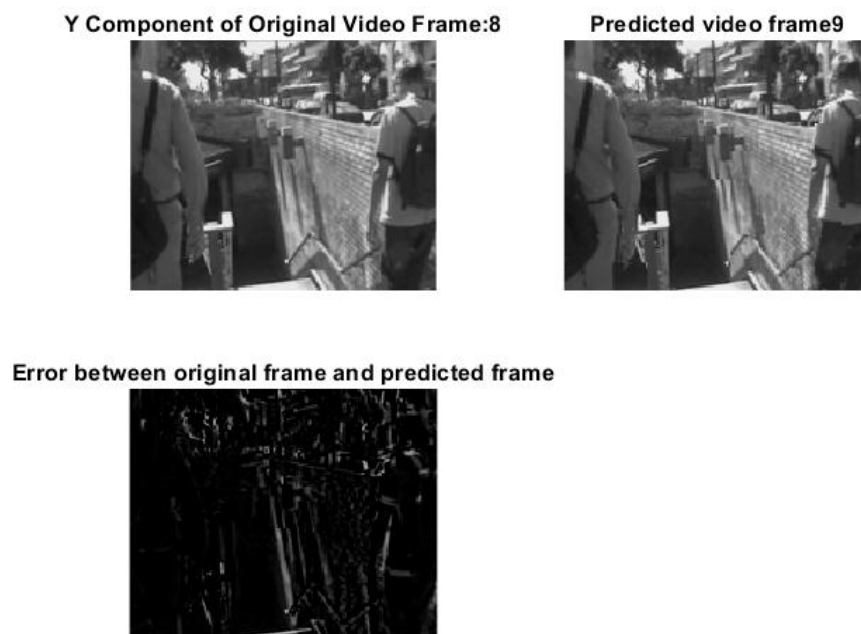 Y Component of Original Video Frame:8
Predicted video frame9
Error between original frame and predicted frame